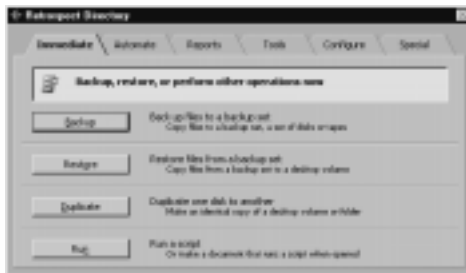 Retrospect Directory
Immediate Automate Reports Tools Configure Special
Backup, restore, or perform other operations now
Backup
Back up files to a backup set
Copy files to a backup set, a set of disks or tapes
Restore
Restore files from a backup set
Copy files from a backup set to a desktop volume
Duplicate
Duplicate one disk to another
Make an identical copy of a desktop volume or folder
Run
Run a script
Or make a document that runs a script when opened